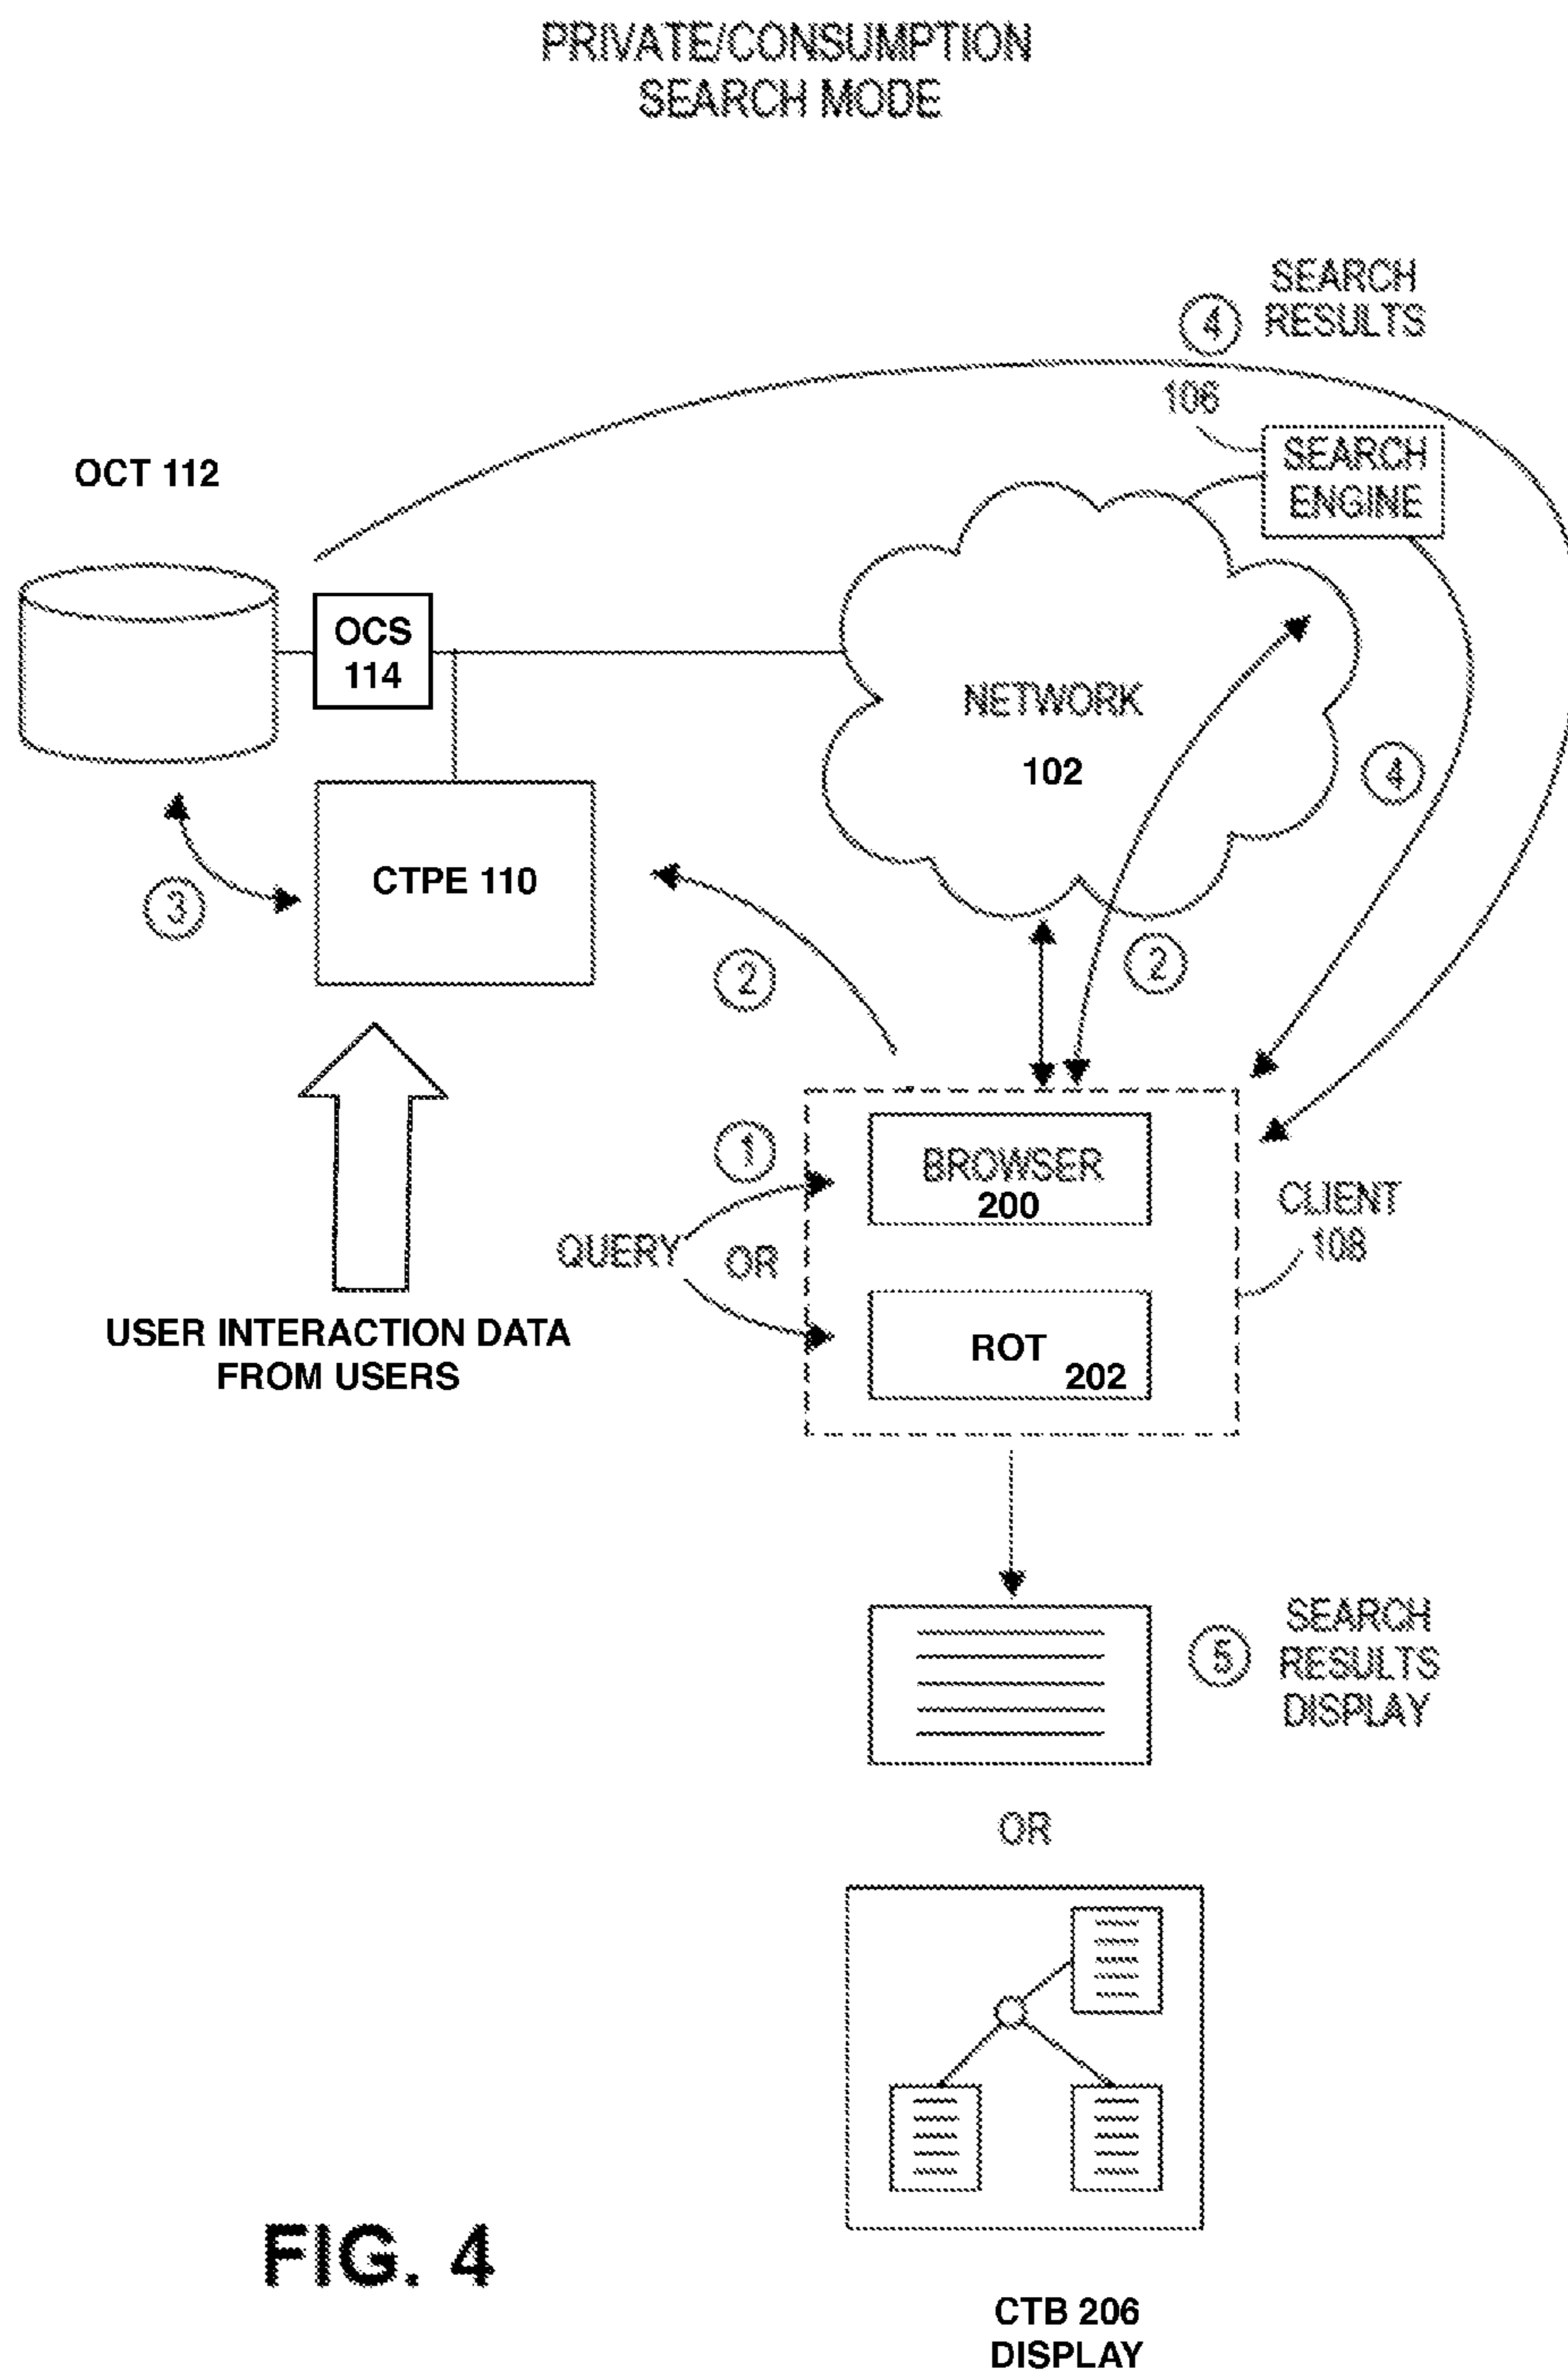 PRIVATE/CONSUMPTION
SEARCH MODE
4
SEARCH
RESULTS
106
SEARCH
ENGINE
OCT 112
OCS
114
NETWORK
102
4
CTPE 110
3
2
2
1
BROWSER
200
CLIENT
108
QUERY
OR
ROT
202
USER INTERACTION DATA
FROM USERS
5
SEARCH
RESULTS
DISPLAY
OR
FIG. 4
CTB 206
DISPLAY